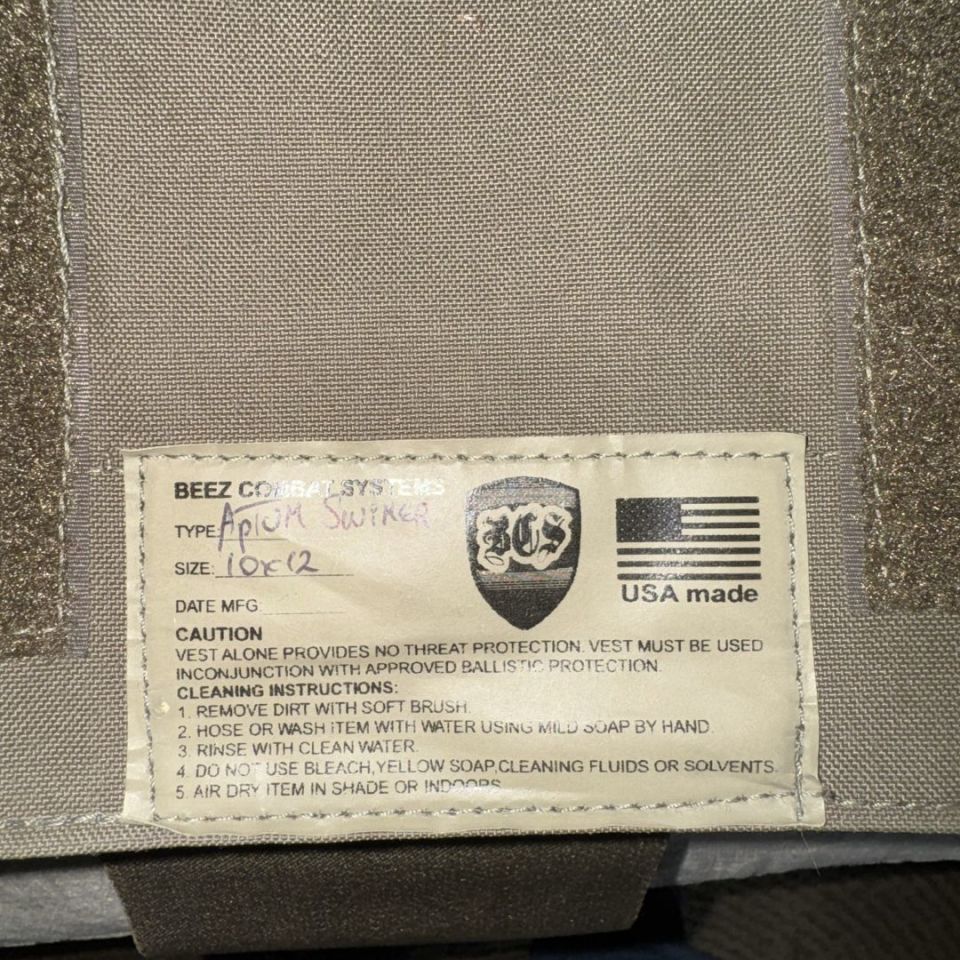 BEEZ COMBAT SYSTEMS
TYPE
SIZE: 10x12
DATE MFG
BCS
USA made
CAUTION
VEST ALONE PROVIDES NO THREAT PROTECTION. VEST MUST BE USED
INCONJUNCTION WITH APPROVED BALLISTIC PROTECTION.
CLEANING INSTRUCTIONS:
1. REMOVE DIRT WITH SOFT BRUSH.
2. HOSE OR WASH ITEM WITH WATER USING MILD SOAP BY HAND.
3. RINSE WITH CLEAN WATER.
4. DO NOT USE BLEACH,YELLOW SOAP,CLEANING FLUIDS OR SOLVENTS.
5. AIR DRY ITEM IN SHADE OR INDOORS